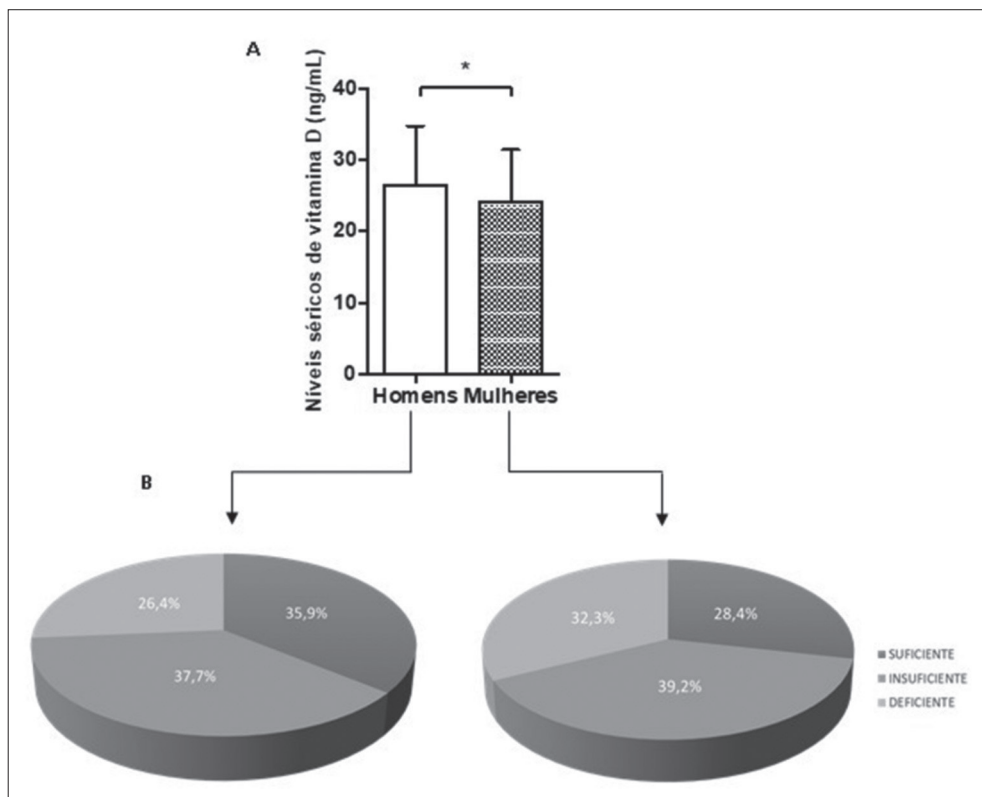 A
Níveis séricos de vitamina D (ng/mL)
*
40
30
20
10
0
Homens Mulheres
B
26,4%
35,9%
37,7%
32,3%
28,4%
39,2%
SUFICIENTE
INSUFICIENTE
DEFICIENTE